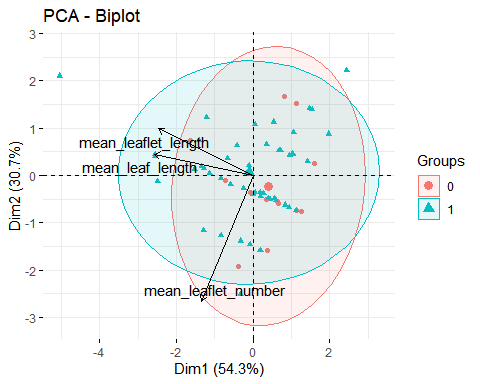 PCA - Biplot
3
2
1
0
-1
-2
-3
Dim2 (30.7%)
mean_leaflet_length
mean_leaf_length
mean_leaflet_number
-4
-2
0
2
Dim1 (54.3%)
Groups
0
1